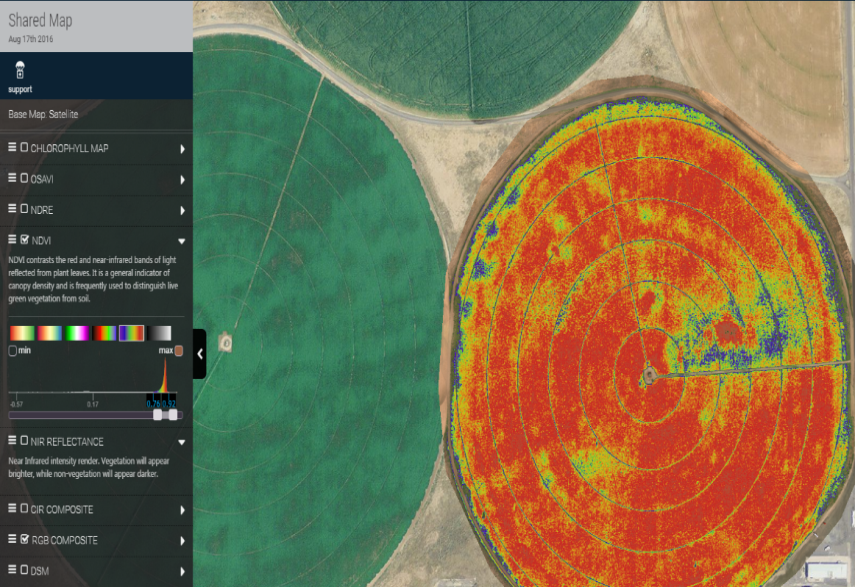 Shared Map
Aug 17th 2016
support
Base Map: Satellite
CHLOROPHYLL MAP
OSAVI
NDRE
NDVI
NDVI contrasts the red and near-infrared bands of light
reflected from plant leaves. It is a general indicator of
canopy density and is frequently used to distinguish live
green vegetation from soil.
min max
-0.57 0.17 0.76 0.92
NIR REFLECTANCE
Near Infrared intensity render. Vegetation will appear
brighter, while non-vegetation will appear darker.
CIR COMPOSITE
RGB COMPOSITE
DSM